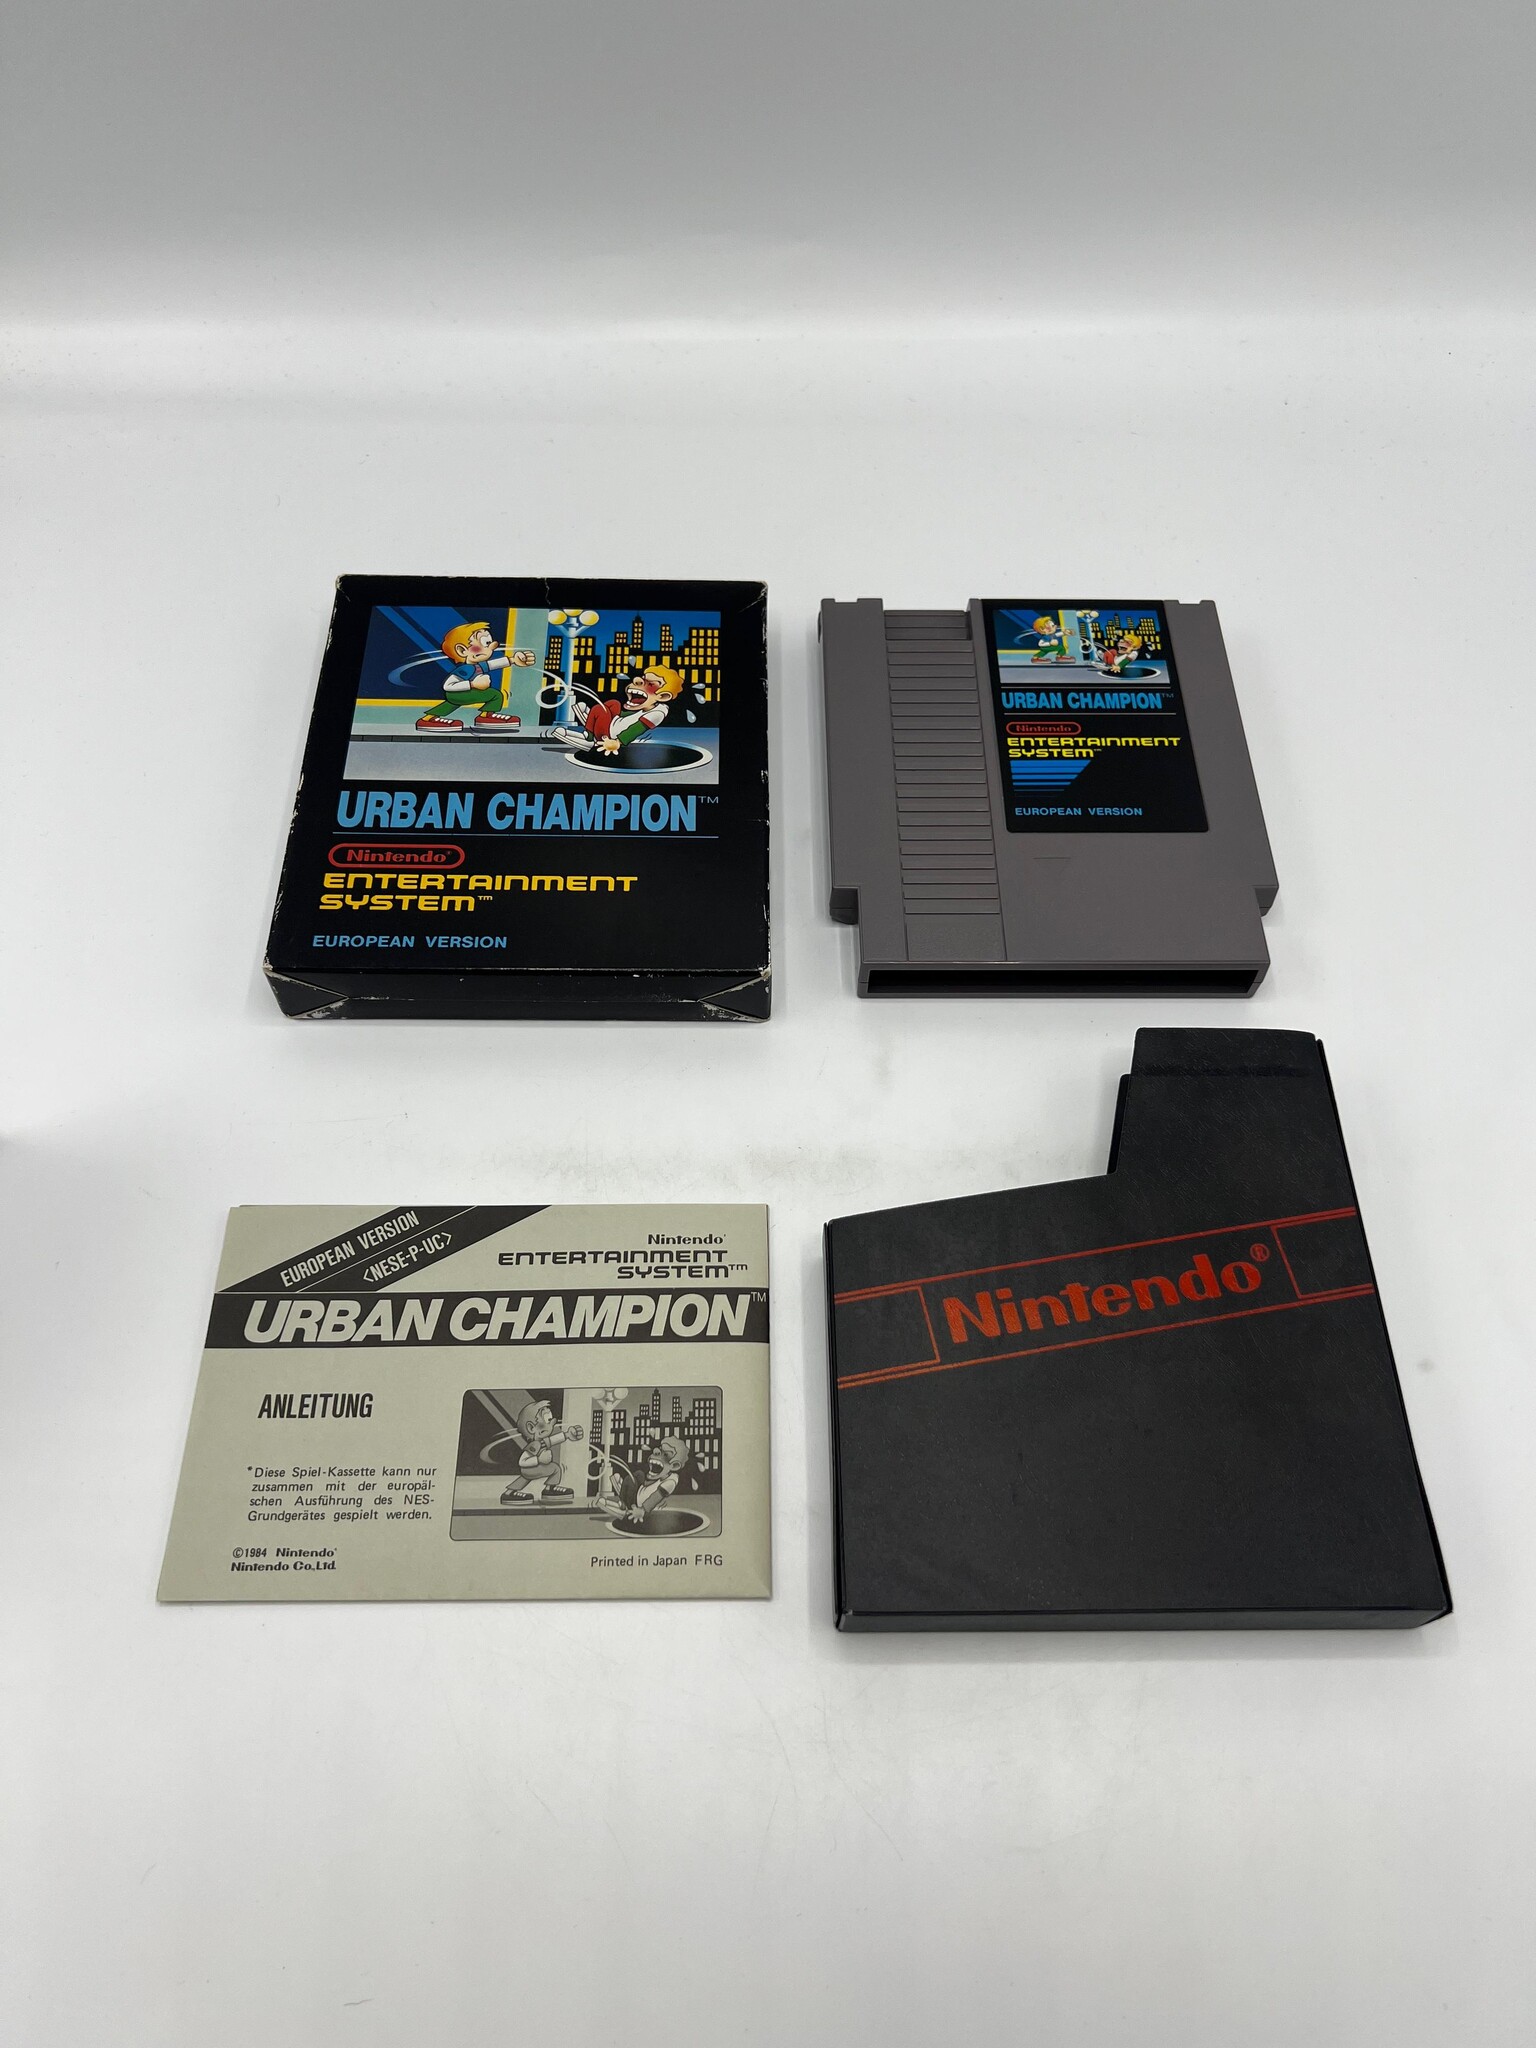 URBAN CHAMPION™
Nintendo®
ENTERTAINMENT
SYSTEM™
EUROPEAN VERSION
URBAN CHAMPION™
Nintendo
ENTERTAINMENT
SYSTEM™
EUROPEAN VERSION
EUROPEAN VERSION
<NESE-P-UC>
Nintendo®
ENTERTAINMENT
SYSTEM™
URBAN CHAMPION™
ANLEITUNG
*Diese Spiel-Kassette kann nur
zusammen mit der europäi-
schen Ausführung des NES-
Grundgerätes gespielt werden.
©1984 Nintendo®
Nintendo Co.,Ltd.
Printed in Japan FRG
Nintendo®